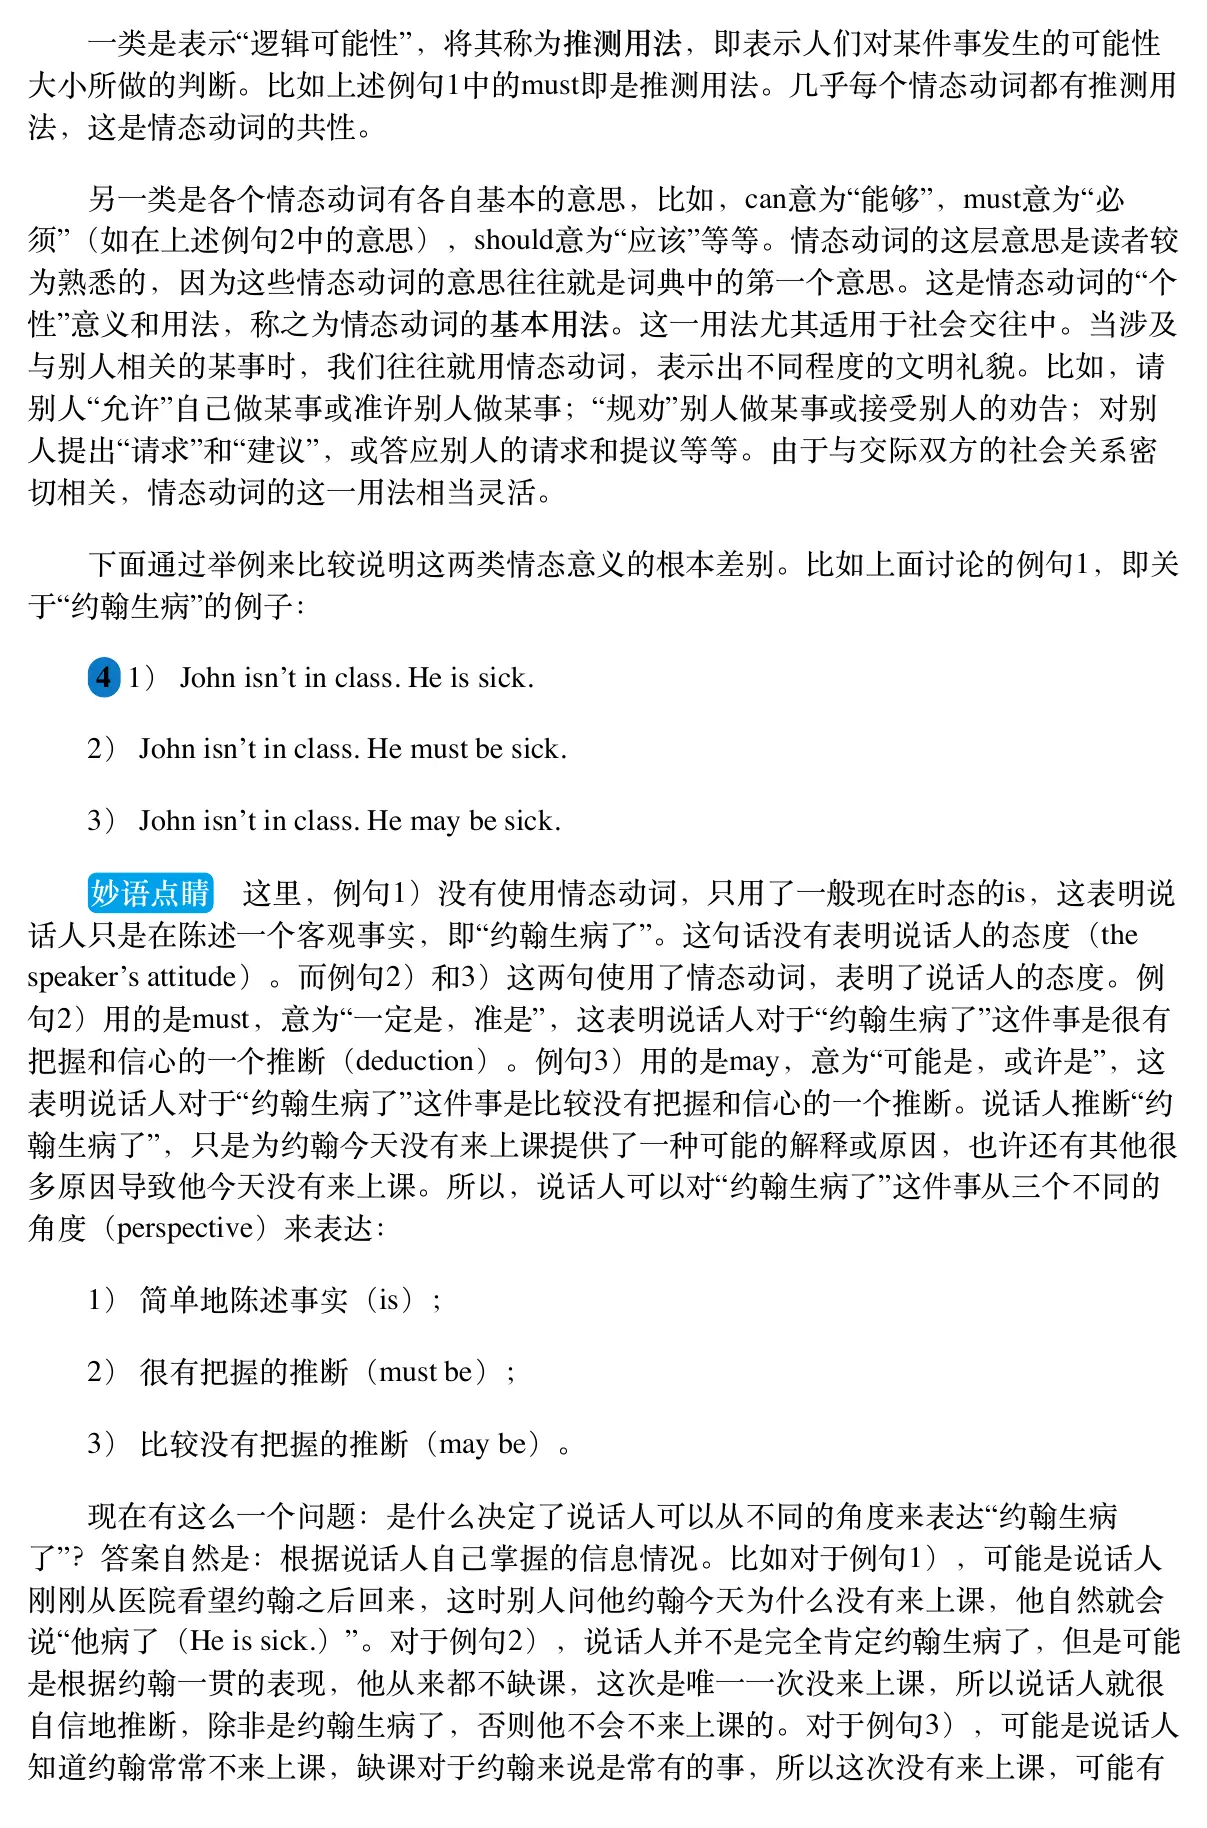 一类是表示“逻辑可能性”，将其称为推测用法，即表示人们对某件事发生的可能性
大小所做的判断。比如上述例句1中的must即是推测用法。几乎每个情态动词都有推测用
法，这是情态动词的共性。
另一类是各个情态动词有各自基本的意思，比如，can意为“能够”，must意为“必
须”（如在上述例句2中的意思），should意为“应该”等等。情态动词的这层意思是读者较
为熟悉的，因为这些情态动词的意思往往就是词典中的第一个意思。这是情态动词的“个
性”意义和用法，称之为情态动词的基本用法。这一用法尤其适用于社会交往中。当涉及
与别人相关的某事时，我们往往就用情态动词，表示出不同程度的文明礼貌。比如，请
别人“允许”自己做某事或准许别人做某事；“规劝”别人做某事或接受别人的劝告；对别
人提出“请求”和“建议”，或答应别人的请求和提议等等。由于与交际双方的社会关系密
切相关，情态动词的这一用法相当灵活。
下面通过举例来比较说明这两类情态意义的根本差别。比如上面讨论的例句1，即关
于“约翰生病”的例子：
4 1） John isn’t in class. He is sick.
2） John isn’t in class. He must be sick.
3） John isn’t in class. He may be sick.
妙语点睛 这里，例句1）没有使用情态动词，只用了一般现在时态的is，这表明说
话人只是在陈述一个客观事实，即“约翰生病了”。这句话没有表明说话人的态度（the
speaker’s attitude）。而例句2）和3）这两句使用了情态动词，表明了说话人的态度。例
句2）用的是must，意为“一定是，准是”，这表明说话人对于“约翰生病了”这件事是很有
把握和信心的一个推断（deduction）。例句3）用的是may，意为“可能是，或许是”，这
表明说话人对于“约翰生病了”这件事是比较没有把握和信心的一个推断。说话人推断“约
翰生病了”，只是为约翰今天没有来上课提供了一种可能的解释或原因，也许还有其他很
多原因导致他今天没有来上课。所以，说话人可以对“约翰生病了”这件事从三个不同的
角度（perspective）来表达：
1） 简单地陈述事实（is）；
2） 很有把握的推断（must be）；
3） 比较没有把握的推断（may be）。
现在有这么一个问题：是什么决定了说话人可以从不同的角度来表达“约翰生病
了”？答案自然是：根据说话人自己掌握的信息情况。比如对于例句1），可能是说话人
刚刚从医院看望约翰之后回来，这时别人问他约翰今天为什么没有来上课，他自然就会
说“他病了（He is sick.）”。对于例句2），说话人并不是完全肯定约翰生病了，但是可能
是根据约翰一贯的表现，他从来都不缺课，这次是唯一一次没来上课，所以说话人就很
自信地推断，除非是约翰生病了，否则他不会不来上课的。对于例句3），可能是说话人
知道约翰常常不来上课，缺课对于约翰来说是常有的事，所以这次没有来上课，可能有